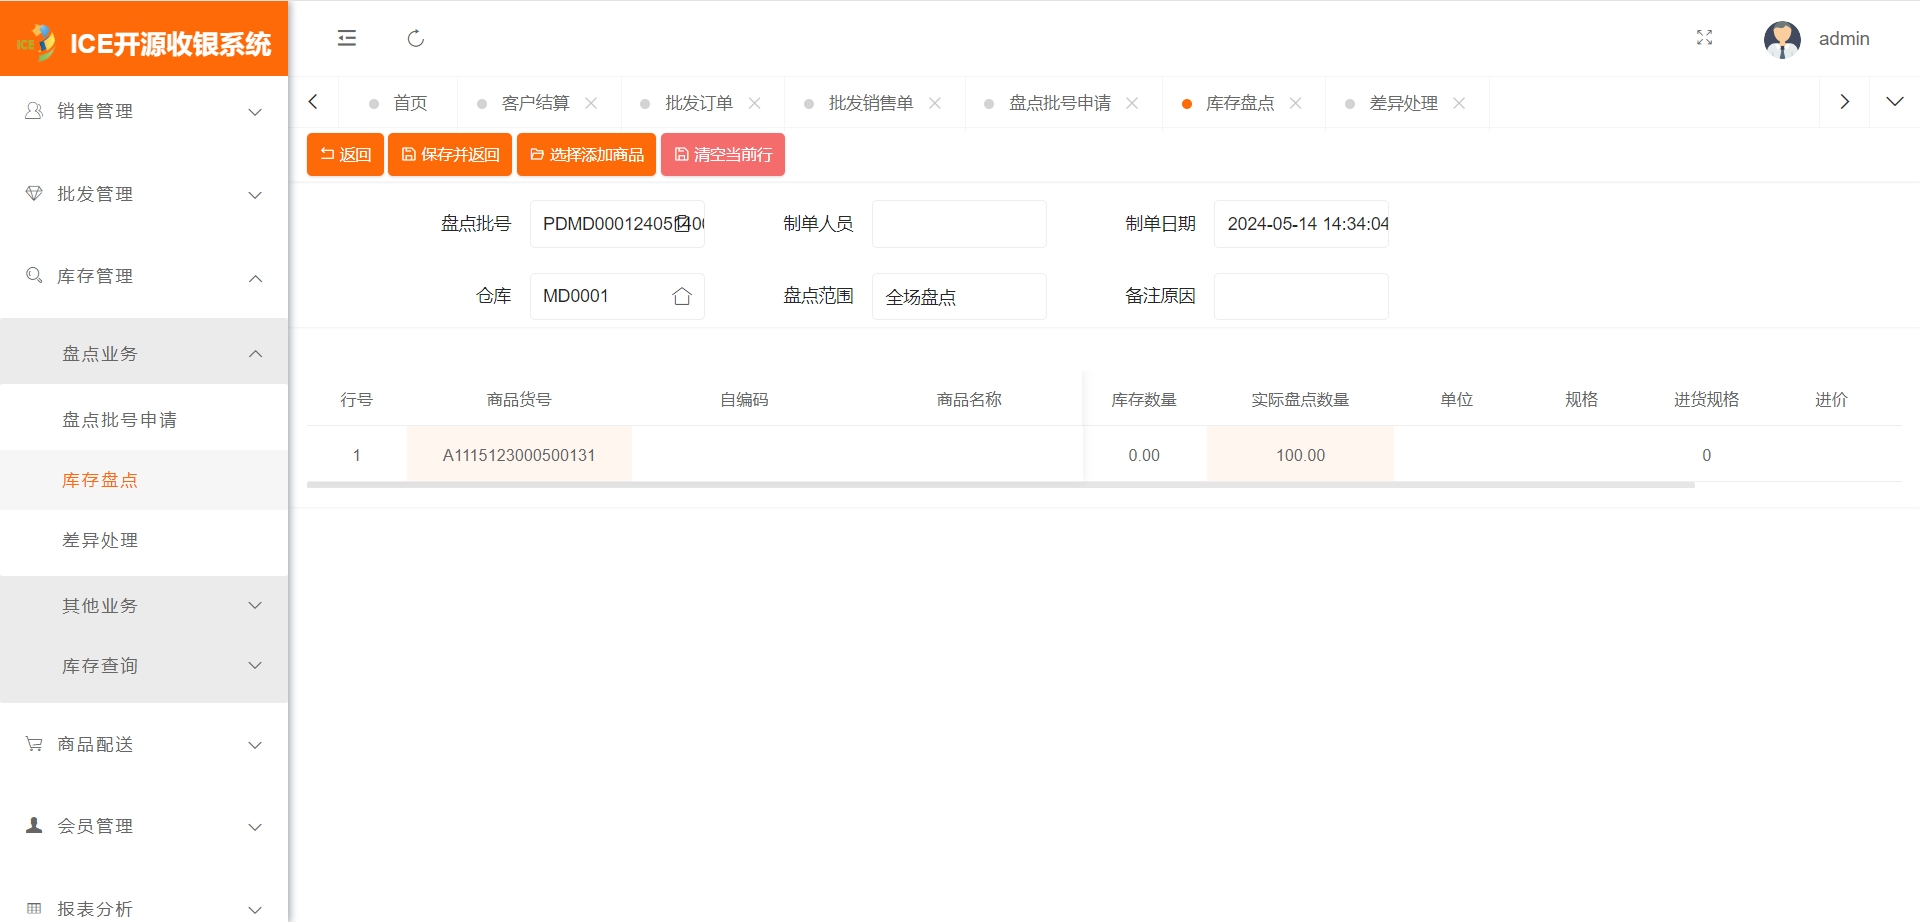 ICE开源收银系统
admin
首页
客户结算
批发订单
批发销售单
盘点批号申请
库存盘点
差异处理
返回
保存并返回
选择添加商品
清空当前行
销售管理
批发管理
库存管理
盘点业务
盘点批号申请
库存盘点
差异处理
其他业务
库存查询
商品配送
会员管理
报表分析
盘点批号 制单人员 制单日期 2024-05-14 14:34:04
仓库 MD0001 盘点范围 全场盘点 备注原因
行号 商品货号 自编码 商品名称 库存数量 实际盘点数量 单位 规格 进货规格 进价
1 A1115123000500131 0.00 100.00 0